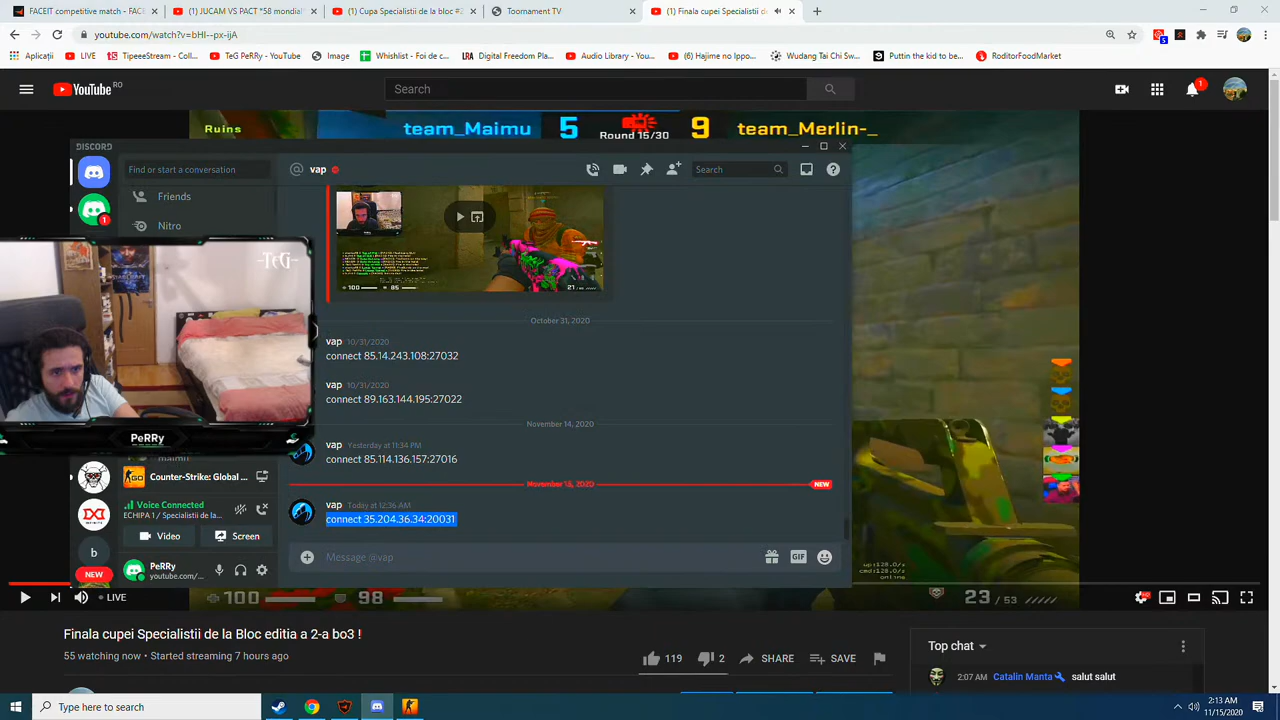 FACEIT competitive match - FAC
(1) JUCAM VS PACT *58 mondial
(1) Cupa Specialistii de la bloc #
Toornament TV
(1) Finala cupei Specialistii d
youtube.com/watch?v=bHI--px-ijA
Aplicații
LIVE
TipeeeStream - Coll...
TeG PeRRy - YouTube
Image
Whishlist - Foi de c...
Digital Freedom Pla...
Audio Library - You...
(6) Hajime no Ippo...
Wudang Tai Chi Sw...
Puttin the kid to be...
RoditorFoodMarket
YouTube RO
Search
1
Ruins
team_Maimu 5
Round 15/30
9 team_Merlin-_
DISCORD
Find or start a conversation
@ vap
Search
Friends
Nitro
1
October 31, 2020
vap 10/31/2020
connect 85.14.243.108:27032
vap 10/31/2020
connect 89.163.144.195:27022
November 14, 2020
vap Yesterday at 11:34 PM
connect 85.114.136.157:27016
November 15, 2020
NEW
vap Today at 12:36 AM
connect 35.204.36.34:20031
Message @vap
GIF
-TeG-
PeRRy
Counter-Strike: Global ...
Voice Connected
ECHIPA 1 / Specialistii de la...
Video
Screen
b
NEW
PeRRy
youtube.com/...
100
98
23 / 53
LIVE
HD
Finala cupei Specialistii de la Bloc editia a 2-a bo3 !
55 watching now • Started streaming 7 hours ago
119
2
SHARE
SAVE
Top chat
2:07 AM Catalin Manta salut salut
Type here to search
2:13 AM
11/15/2020